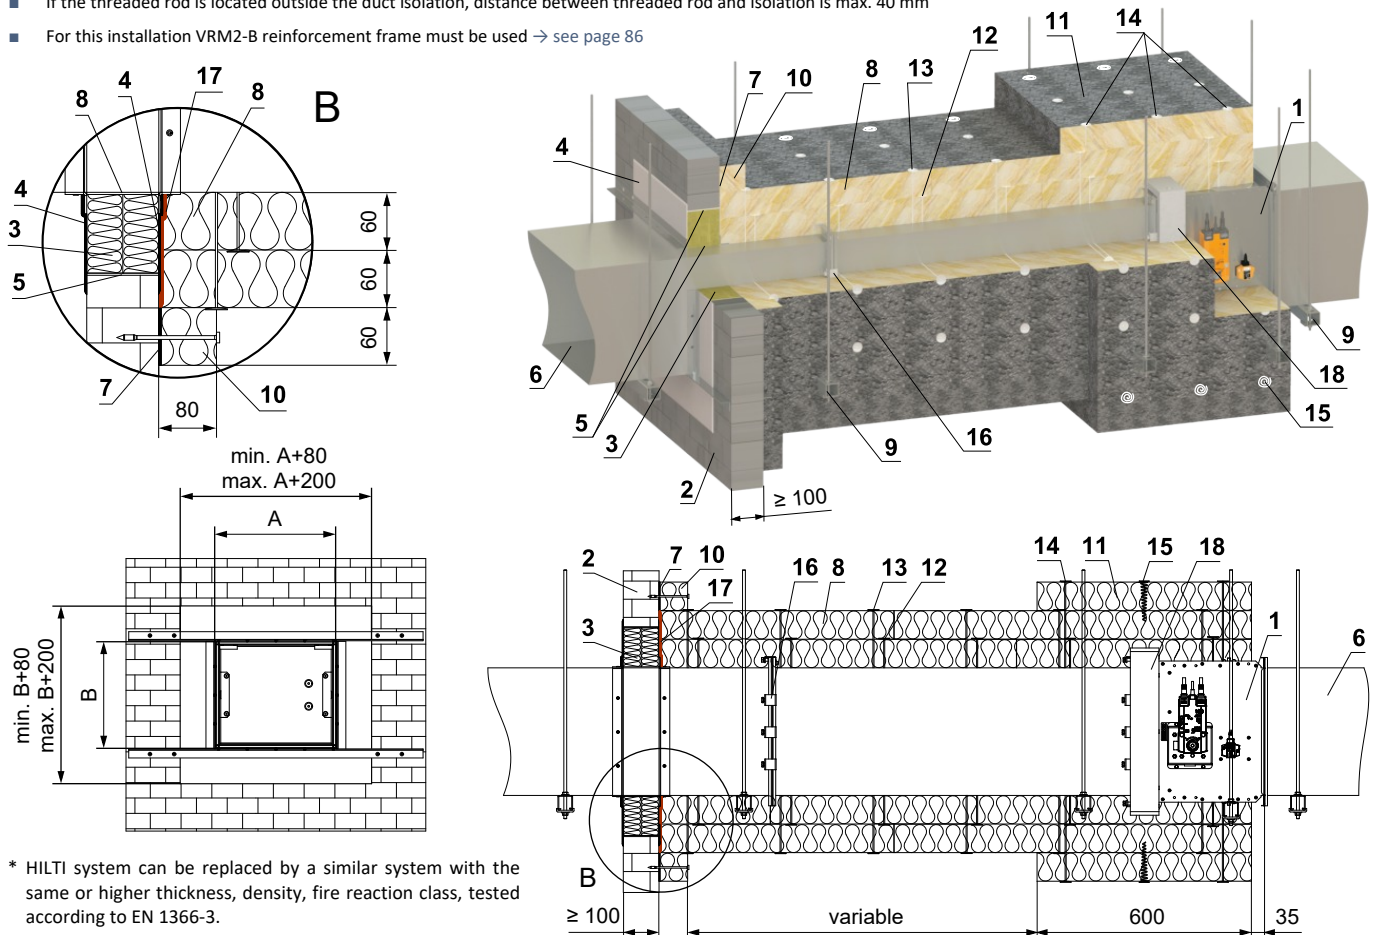 ■ If the threaded rod is located outside the duct isolation, distance between threaded rod and isolation is max. 40 mm
■ For this installation VRM2-B reinforcement frame must be used → see page 86
8 4 17 8 B
4
3
5
60
60
60
7 10
80
7 10 8 13 12 11 14
4 1
6 5 3 2 9 16 18 15 9
≥ 100
min. A+80
max. A+200
A
min. B+80
max. B+200
B
2 7 10 17 16 8 13 12 14 11 15 18 1 6
3
B
≥ 100 variable 600 35
* HILTI system can be replaced by a similar system with the
same or higher thickness, density, fire reaction class, tested
according to EN 1366-3.